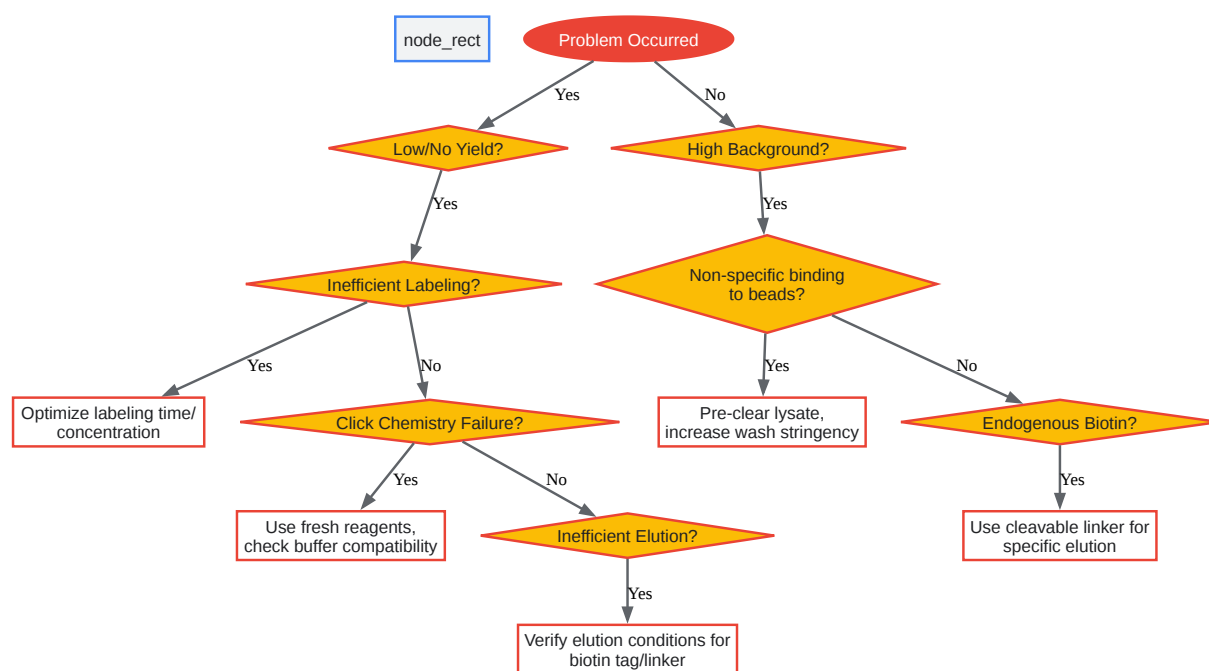 node_rect
Problem Occurred
Yes
No
Low/No Yield?
High Background?
Yes
Yes
Inefficient Labeling?
Non-specific binding
to beads?
Yes
No
Yes
No
Optimize labeling time/
concentration
Click Chemistry Failure?
Pre-clear lysate,
increase wash stringency
Endogenous Biotin?
Yes
No
Yes
Use fresh reagents,
check buffer compatibility
Inefficient Elution?
Use cleavable linker for
specific elution
Yes
Verify elution conditions for
biotin tag/linker